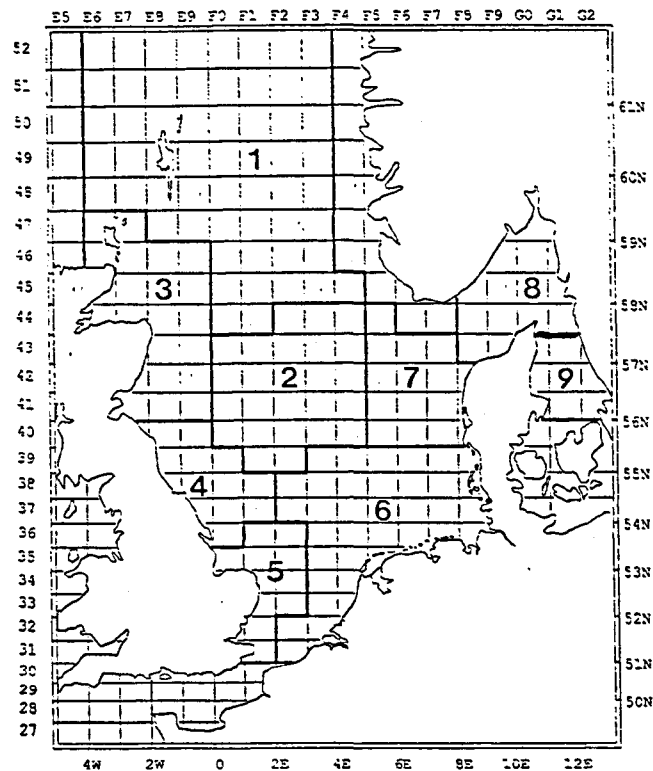 E5 E6 E7 E8 E9 F0 F1 F2 F3 F4 F5 F6 F7 F8 F9 G0 G1 G2
52
51
50 61N
49 1
48 60N
47
46 59N
45 3 8
44 58N
43
42 2 7 9 57N
41
40 56N
39
38 4 55N
37 6
36 54N
35
34 5 53N
33
32 52N
31
30 51N
29
28 50N
27
4W 2W 0 2E 4E 6E 8E 10E 12E